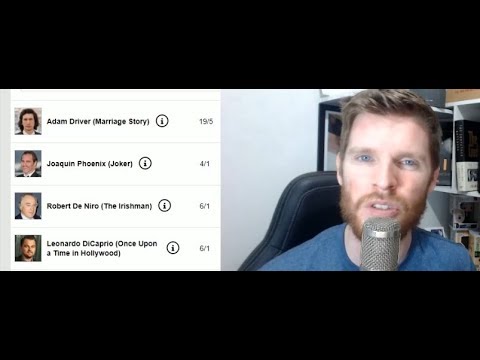 Adam Driver (Marriage Story) 19/5
Joaquin Phoenix (Joker) 4/1
Robert De Niro (The Irishman) 6/1
Leonardo DiCaprio (Once Upon
a Time in Hollywood) 6/1